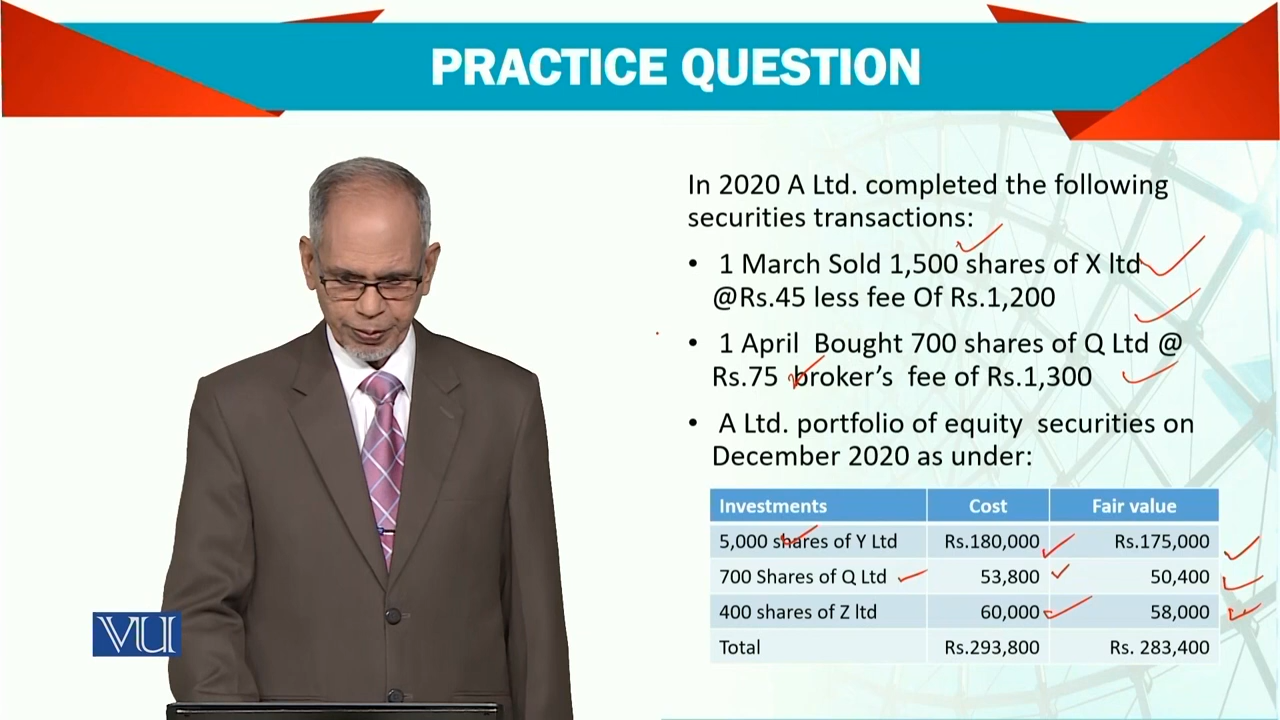 PRACTICE QUESTION
In 2020 A Ltd. completed the following
securities transactions:
• 1 March Sold 1,500 shares of X ltd
@Rs.45 less fee Of Rs.1,200
• 1 April Bought 700 shares of Q Ltd @
Rs.75 broker's fee of Rs.1,300
• A Ltd. portfolio of equity securities on
December 2020 as under:
Investments Cost Fair value
5,000 shares of Y Ltd Rs.180,000 Rs.175,000
700 Shares of Q Ltd 53,800 50,400
400 shares of Z ltd 60,000 58,000
Total Rs.293,800 Rs. 283,400
VU